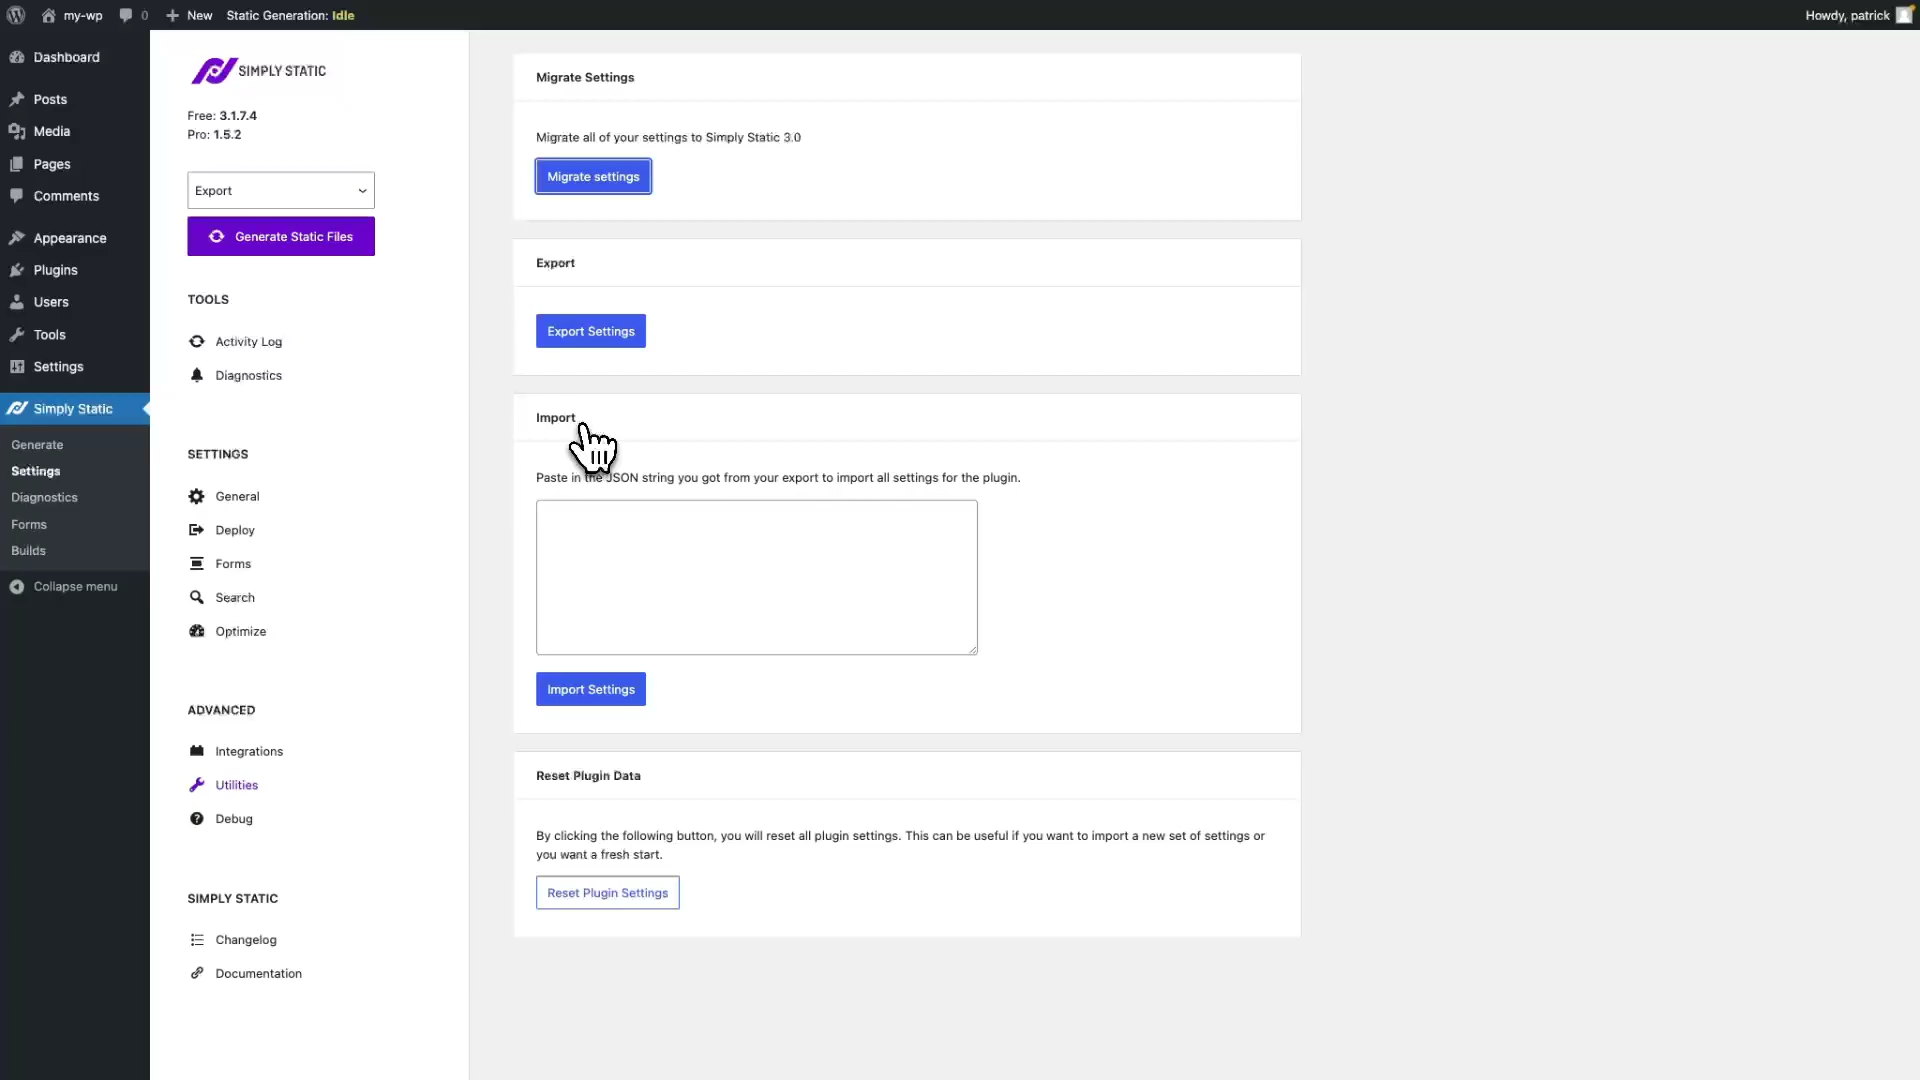 my-wp
0
New
Static Generation: Idle
Howdy, patrick
Dashboard
Posts
Media
Pages
Comments
Appearance
Plugins
Users
Tools
Settings
Simply Static
Generate
Settings
Diagnostics
Forms
Builds
Collapse menu
SIMPLY STATIC
Free: 3.1.7.4
Pro: 1.5.2
Export
Generate Static Files
TOOLS
Activity Log
Diagnostics
SETTINGS
General
Deploy
Forms
Search
Optimize
ADVANCED
Integrations
Utilities
Debug
SIMPLY STATIC
Changelog
Documentation
Migrate Settings
Migrate all of your settings to Simply Static 3.0
Migrate settings
Export
Export Settings
Import
Paste in the JSON string you got from your export to import all settings for the plugin.
Import Settings
Reset Plugin Data
By clicking the following button, you will reset all plugin settings. This can be useful if you want to import a new set of settings or
you want a fresh start.
Reset Plugin Settings